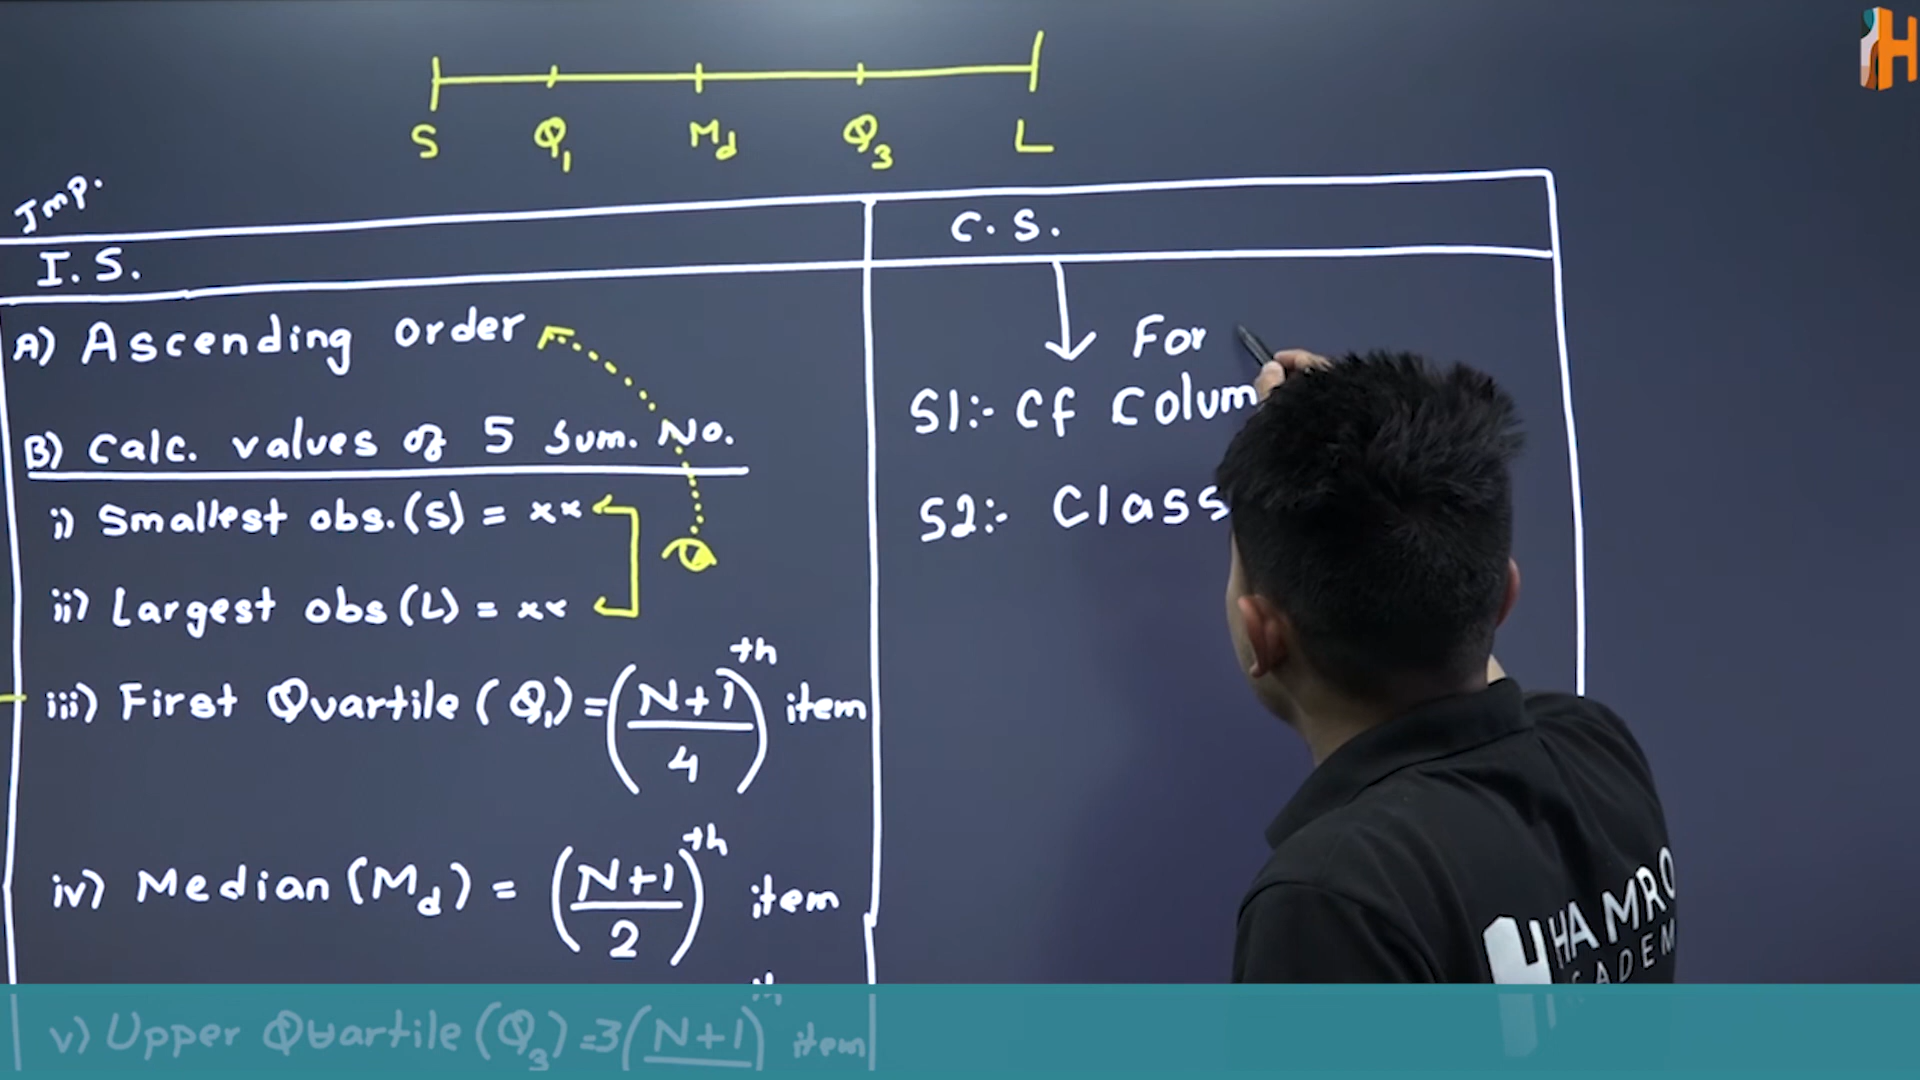 S Q₁ Md Q₃ L
Imp.
I.S.
C.S.
A) Ascending order
B) Calc. values of 5 Sum. No.
i) Smallest obs.(S) = xx
ii) Largest obs(L) = xx
iii) First Quartile(Q₁) = (N+1/4)th item
iv) Median(Md) = (N+1/2)th item
v) Upper Quartile(Q₃) = 3(N+1) item
For
S1:- Cf Colum
S2:- Class
HAMRO
H